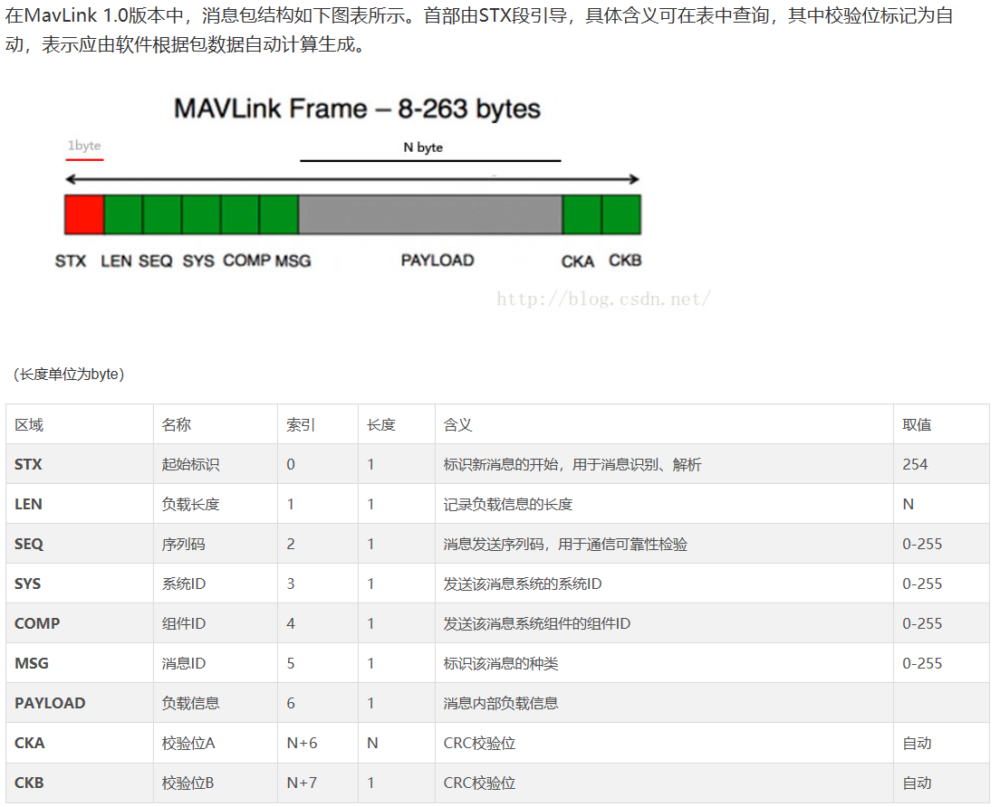 在MavLink 1.0版本中，消息包结构如下图表所示。首部由STX段引导，具体含义可在表中查询，其中校验位标记为自
动，表示应由软件根据包数据自动计算生成。
MAVLink Frame – 8-263 bytes
1byte N byte
STX LEN SEQ SYS COMP MSG PAYLOAD CKA CKB
http://blog.csdn.net/
（长度单位为byte）
区域 名称 索引 长度 含义 取值
STX 起始标识 0 1 标识新消息的开始，用于消息识别、解析 254
LEN 负载长度 1 1 记录负载信息的长度 N
SEQ 序列码 2 1 消息发送序列码，用于通信可靠性检验 0-255
SYS 系统ID 3 1 发送该消息系统的系统ID 0-255
COMP 组件ID 4 1 发送该消息系统组件的组件ID 0-255
MSG 消息ID 5 1 标识该消息的种类 0-255
PAYLOAD 负载信息 6 1 消息内部负载信息
CKA 校验位A N+6 N CRC校验位 自动
CKB 校验位B N+7 1 CRC校验位 自动